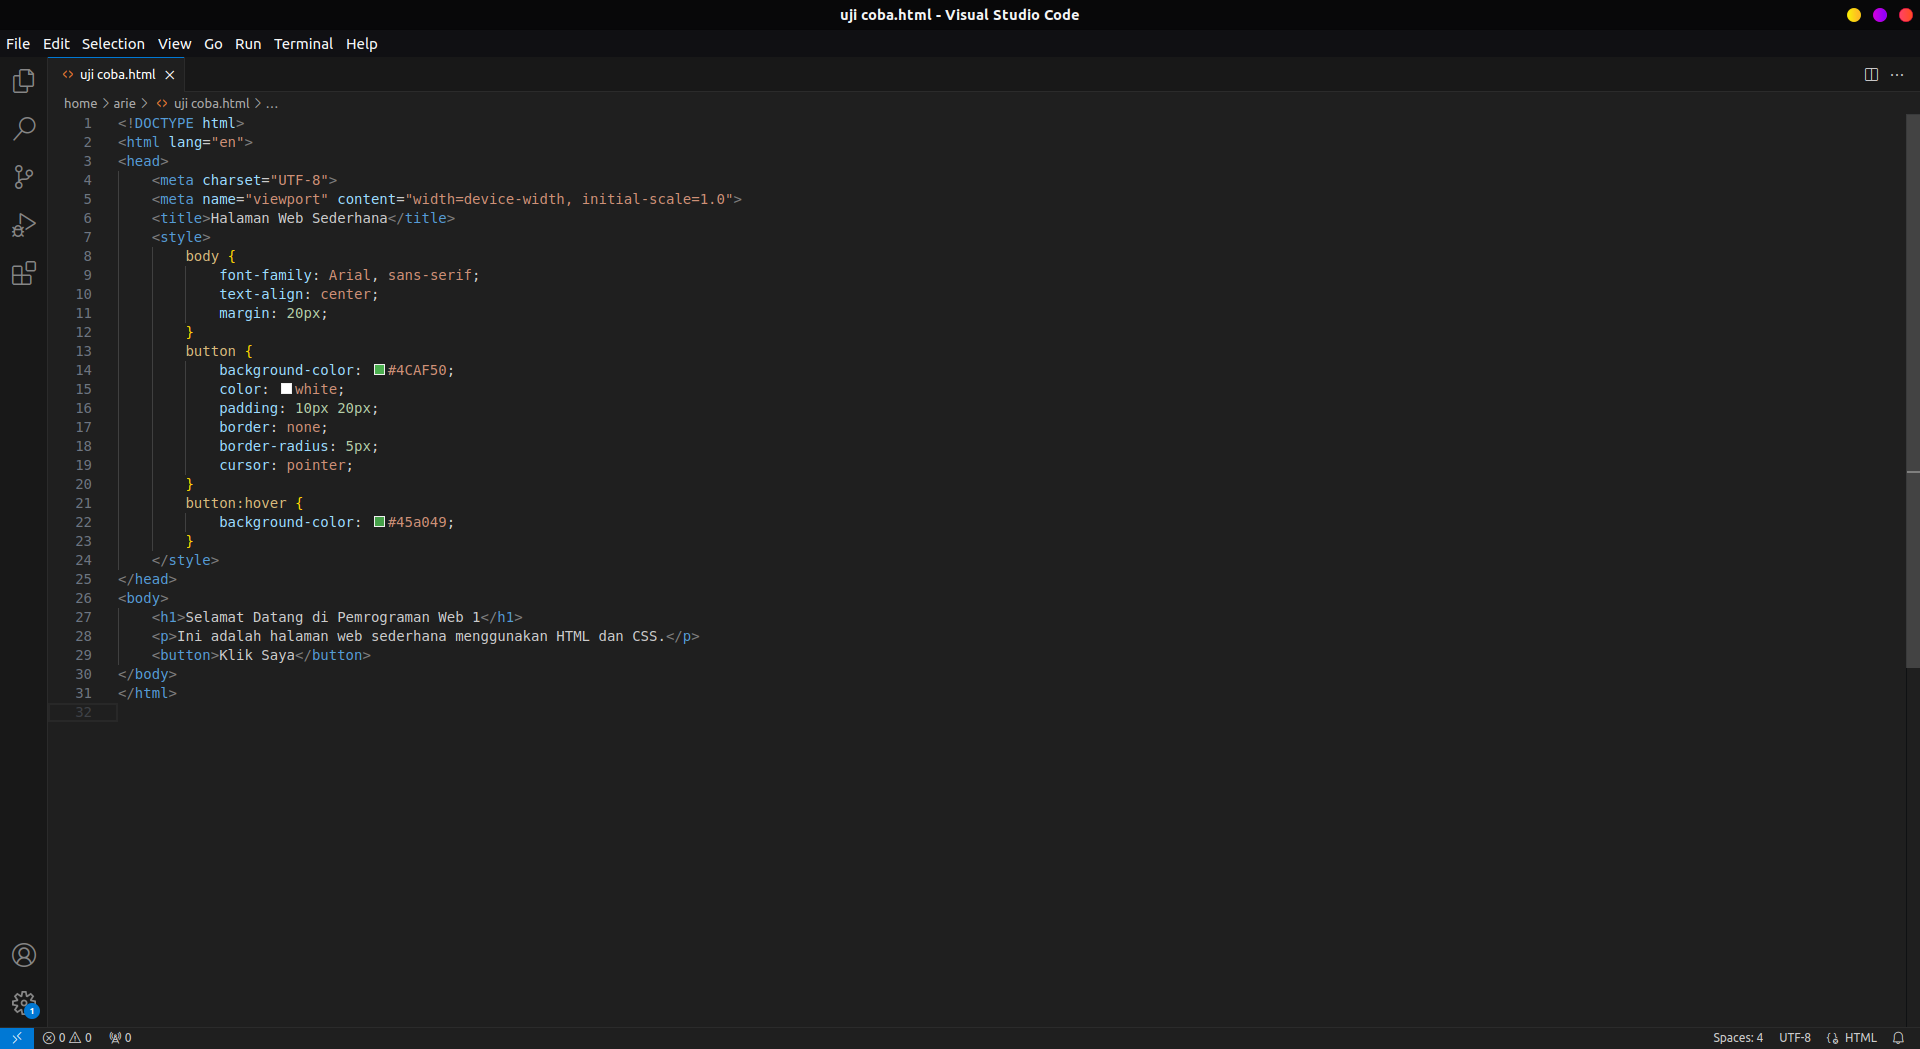 uji coba.html - Visual Studio Code
File Edit Selection View Go Run Terminal Help
uji coba.html
home > arie > uji coba.html > ...
1 <!DOCTYPE html>
2 <html lang="en">
3 <head>
4     <meta charset="UTF-8">
5     <meta name="viewport" content="width=device-width, initial-scale=1.0">
6     <title>Halaman Web Sederhana</title>
7     <style>
8         body {
9             font-family: Arial, sans-serif;
10             text-align: center;
11             margin: 20px;
12         }
13         button {
14             background-color: #4CAF50;
15             color: white;
16             padding: 10px 20px;
17             border: none;
18             border-radius: 5px;
19             cursor: pointer;
20         }
21         button:hover {
22             background-color: #45a049;
23         }
24     </style>
25 </head>
26 <body>
27     <h1>Selamat Datang di Pemrograman Web 1</h1>
28     <p>Ini adalah halaman web sederhana menggunakan HTML dan CSS.</p>
29     <button>Klik Saya</button>
30 </body>
31 </html>
32
1
0 0 0 Spaces: 4 UTF-8 HTML